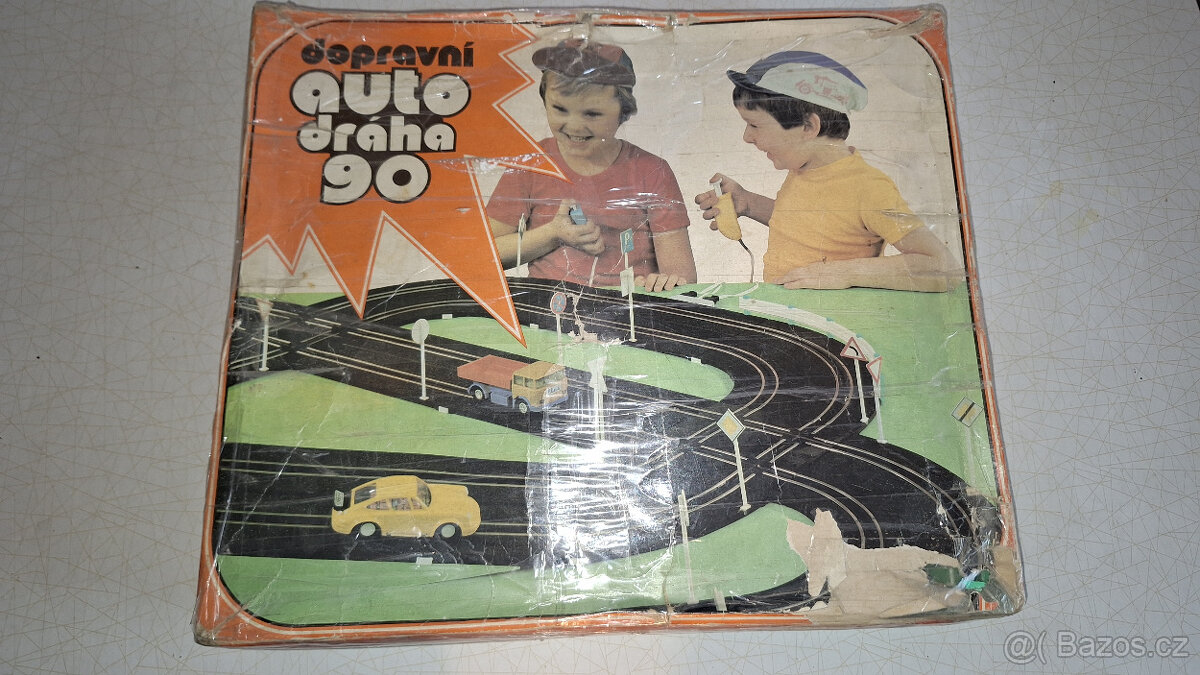 dopravní
auto
dráha
90
P
@( Bazos.cz